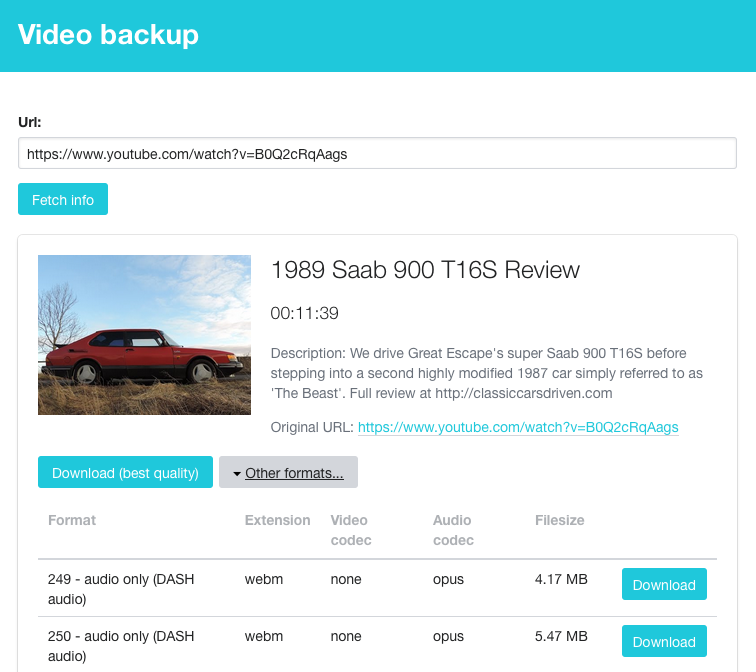 Video backup
Url:
https://www.youtube.com/watch?v=B0Q2cRqAags
Fetch info
1989 Saab 900 T16S Review
00:11:39
Description: We drive Great Escape's super Saab 900 T16S before
stepping into a second highly modified 1987 car simply referred to as
'The Beast'. Full review at http://classiccarsdriven.com
Original URL: https://www.youtube.com/watch?v=B0Q2cRqAags
Download (best quality) Other formats...
Format Extension Video codec Audio codec Filesize
249 - audio only (DASH audio) webm none opus 4.17 MB Download
250 - audio only (DASH audio) webm none opus 5.47 MB Download